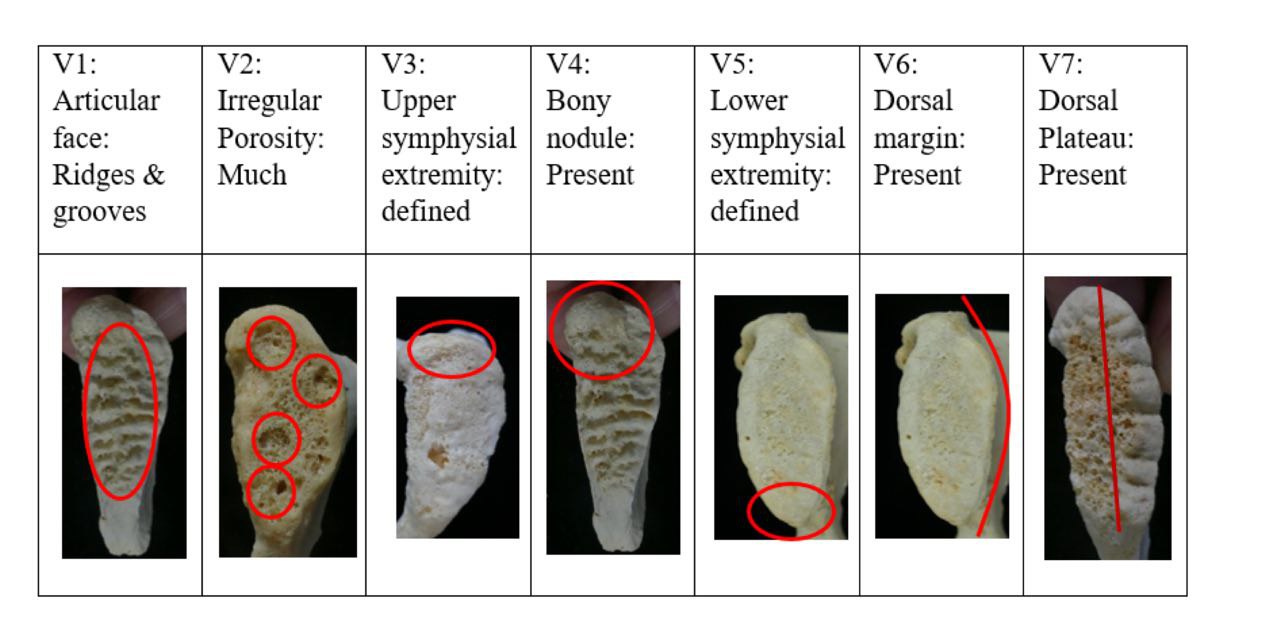 V1:
Articular
face:
Ridges &
grooves
V2:
Irregular
Porosity:
Much
V3:
Upper
symphysial
extremity:
defined
V4:
Bony
nodule:
Present
V5:
Lower
symphysial
extremity:
defined
V6:
Dorsal
margin:
Present
V7:
Dorsal
Plateau:
Present